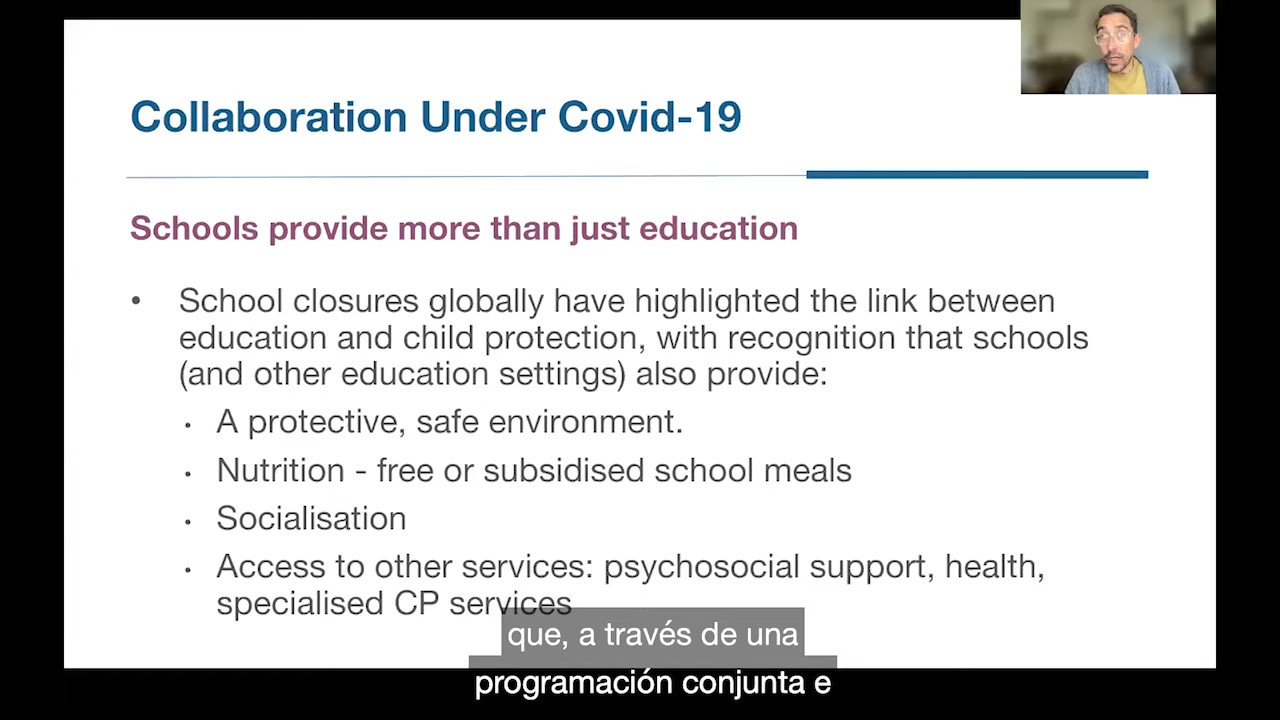 Collaboration Under Covid-19
Schools provide more than just education
• School closures globally have highlighted the link between
education and child protection, with recognition that schools
(and other education settings) also provide:
• A protective, safe environment.
• Nutrition - free or subsidised school meals
• Socialisation
• Access to other services: psychosocial support, health,
specialised CP services
que, a través de una
programación conjunta e